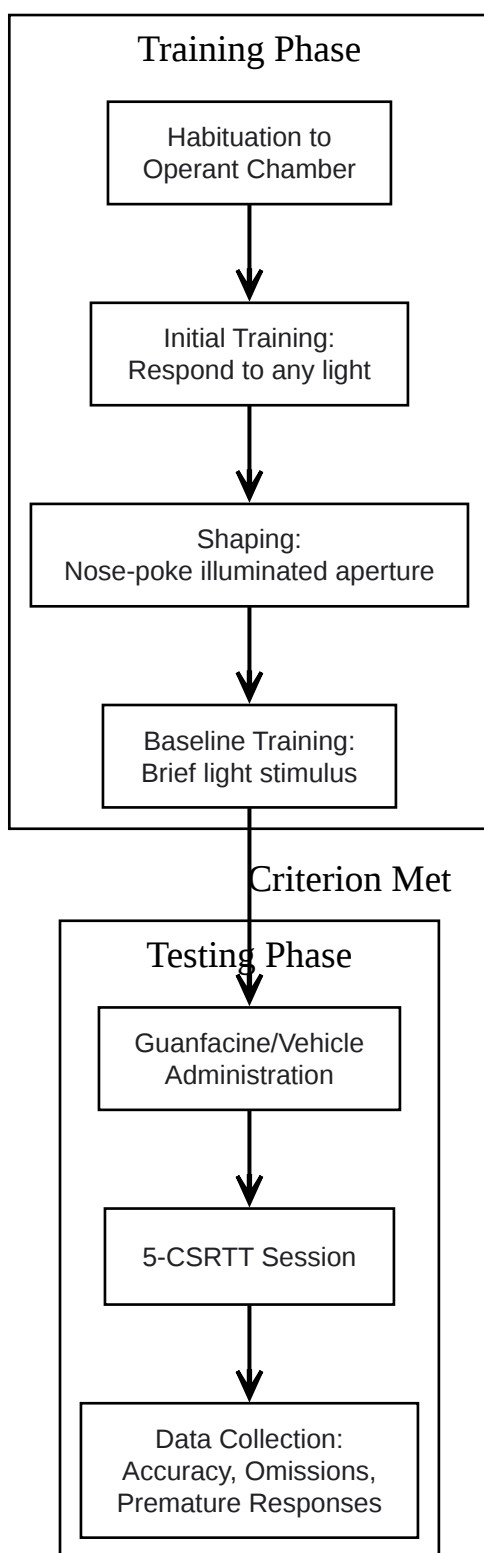 Training Phase
Habituation to
Operant Chamber
Initial Training:
Respond to any light
Shaping:
Nose-poke illuminated aperture
Baseline Training:
Brief light stimulus
Criterion Met
Testing Phase
Guanfacine/Vehicle
Administration
5-CSRTT Session
Data Collection:
Accuracy, Omissions,
Premature Responses